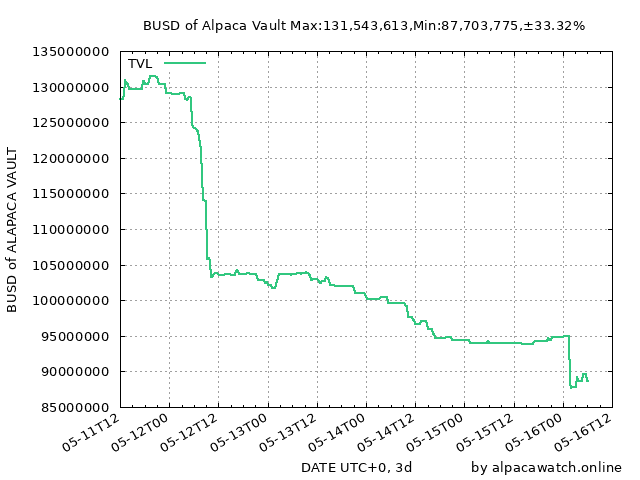 BUSD of Alpaca Vault Max:131,543,613,Min:87,703,775,±33.32%
TVL
135000000
130000000
125000000
120000000
115000000
110000000
105000000
100000000
95000000
90000000
85000000
BUSD of ALAPACA VAULT
05-11T12
05-12T00
05-12T12
05-13T00
05-13T12
05-14T00
05-14T12
05-15T00
05-15T12
05-16T00
05-16T12
DATE UTC+0, 3d
by alpacawatch.online